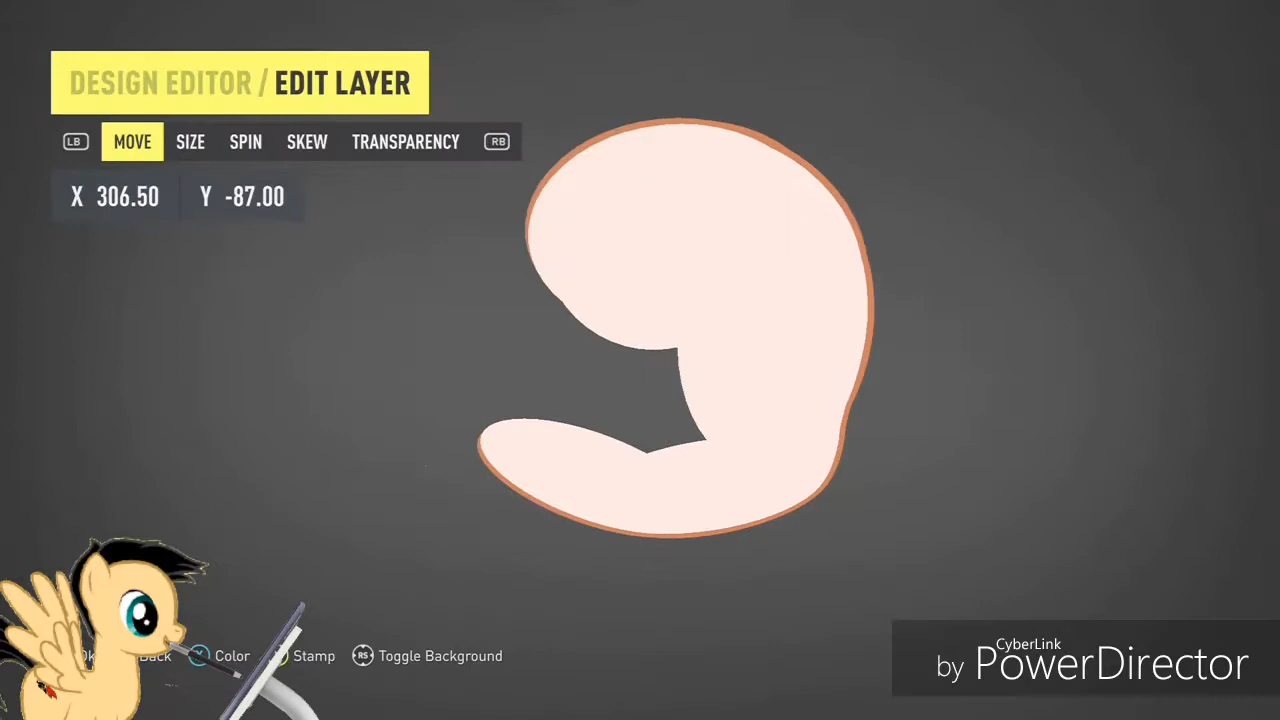 DESIGN EDITOR / EDIT LAYER
LB MOVE SIZE SPIN SKEW TRANSPARENCY RB
X 306.50 Y -87.00
Back Y Color Stamp RS Toggle Background
CyberLink
by PowerDirector